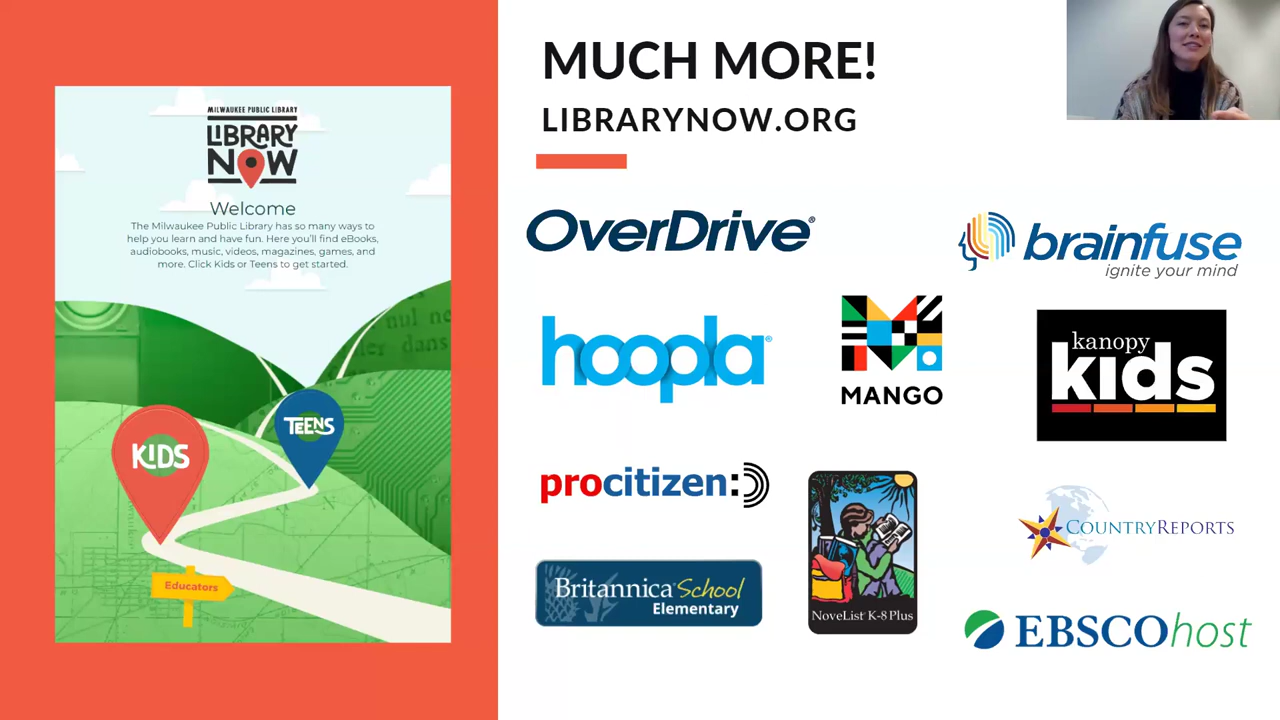 MUCH MORE!
LIBRARYNOW.ORG
MILWAUKEE PUBLIC LIBRARY
LIBRARY
NOW
Welcome
The Milwaukee Public Library has so many ways to
help you learn and have fun. Here you'll find eBooks,
audiobooks, music, videos, magazines, games, and
more. Click Kids or Teens to get started.
nul
dans
TEENS
KIDS
Educators
OverDrive®
brainfuse
ignite your mind
hoopla®
MANGO
kanopy
kids
procitizen:
NoveList K-8 Plus
COUNTRYREPORTS
Britannica® School
Elementary
EBSCOhost